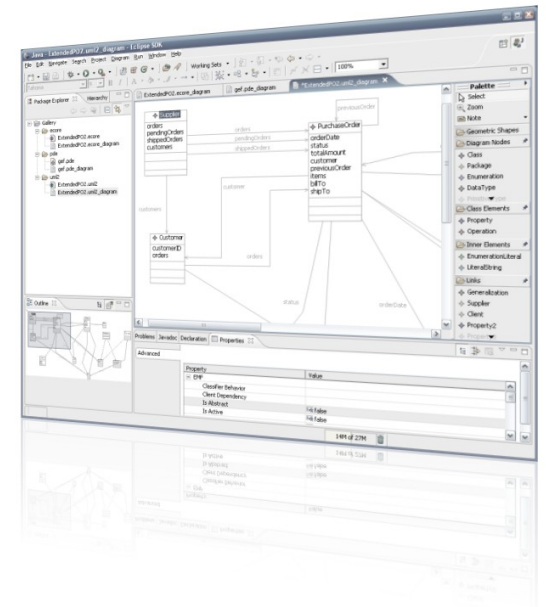 Java - ExtendedPO2.uml2_diagram - Eclipse SDK
File Edit Navigate Search Project Diagram Run SDK Window Help
Working Sets
100%
Package Explorer
Hierarchy
ExtendedPO2.ecore_diagram
gef.pde_diagram
*ExtendedPO2.uml2_diagram
Gallery
ecore
ExtendedPO2.ecore
ExtendedPO2.ecore_diagram
pde
gef.pde
gef.pde_diagram
uml2
ExtendedPO2.uml2
ExtendedPO2.uml2_diagram
Supplier
orders
pendingOrders
shippedOrders
customers
orders
pendingOrders
shippedOrders
previousOrder
PurchaseOrder
orderDate
status
totalAmount
customer
previousOrder
items
billTo
shipTo
customer
customers
Customer
customerID
orders
orders
status
orderDate
Palette
Select
Zoom
Note
Geometric Shapes
Diagram Nodes
Class
Package
Enumeration
DataType
Class Elements
Property
Operation
Inner Elements
EnumerationLiteral
LiteralString
Links
Generalization
Supplier
Client
Property2
Outline
Problems Javadoc Declaration Properties
Advanced
Property
Value
EMF
Classifier Behavior
Client Dependency
Is Abstract
false
Is Active
false
14M of 27M